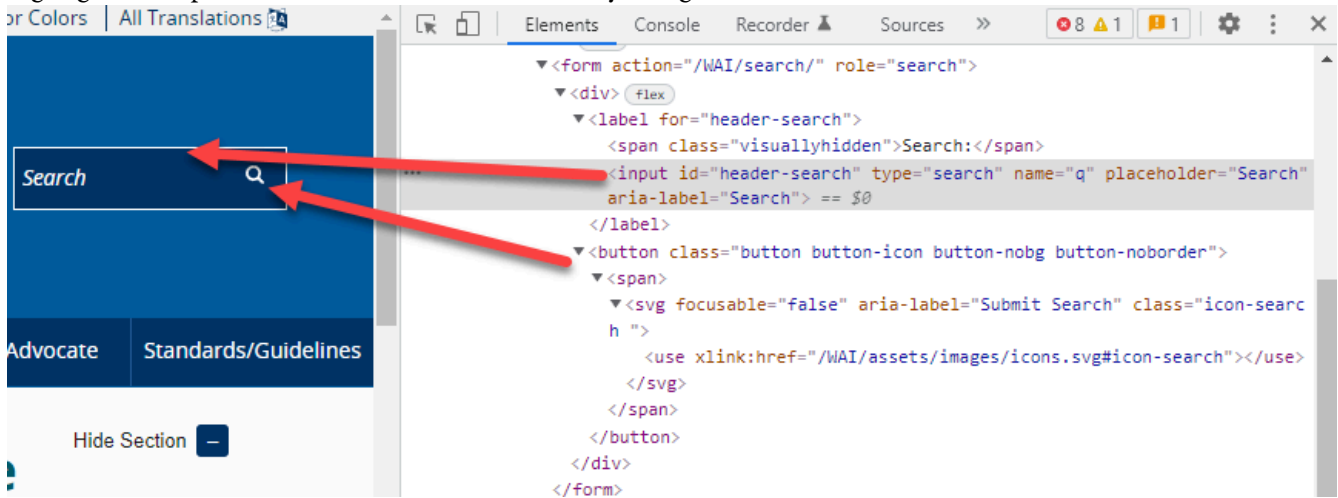 or Colors | All Translations
Search
Advocate Standards/Guidelines
Hide Section –
e
Elements Console Recorder Sources » 8 1 1
▼<form action="/WAI/search/" role="search">
▼<div> flex
▼<label for="header-search">
<span class="visuallyhidden">Search:</span>
... <input id="header-search" type="search" name="q" placeholder="Search"
aria-label="Search"> == $0
</label>
▼<button class="button button-icon button-nobg button-noborder">
▼<span>
▼<svg focusable="false" aria-label="Submit Search" class="icon-searc
h ">
<use xlink:href="/WAI/assets/images/icons.svg#icon-search"></use>
</svg>
</span>
</button>
</div>
</form>